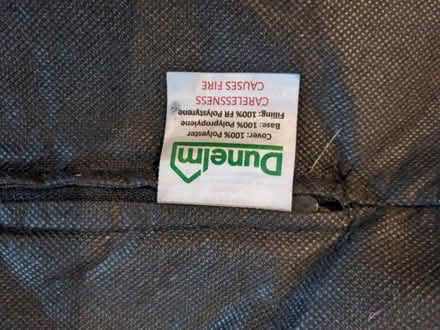 Dunelm
Cover: 100% Polyester
Base: 100% Polypropylene
Filling: 100% FR Polystyrene
CARELESSNESS
CAUSES FIRE